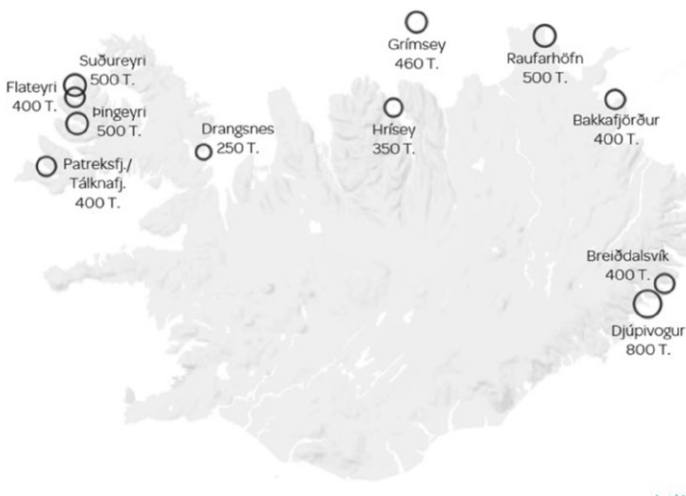 Suðureyri
500 T.
Flateyri
400 T.
Þingeyri
500 T.
Patreksfj./
Tálknafj.
400 T.
Drangsnes
250 T.
Grímsey
460 T.
Hrísey
350 T.
Raufarhöfn
500 T.
Bakkafjörður
400 T.
Breiðdalsvík
400 T.
Djúpivogur
800 T.